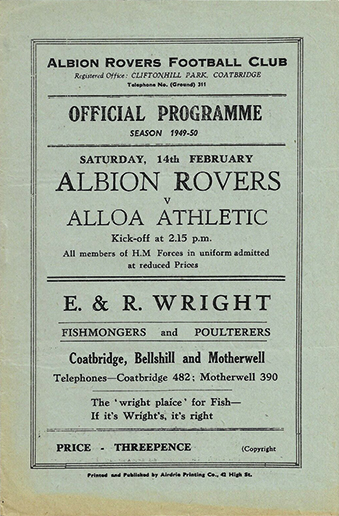 ALBION ROVERS FOOTBALL CLUB
Registered Office: CLIFTONHILL PARK, COATBRIDGE
Telephone No. (Ground) 311
OFFICIAL PROGRAMME
SEASON 1949-50
SATURDAY, 14th FEBRUARY
ALBION ROVERS
v
ALLOA ATHLETIC
Kick-off at 2.15 p.m.
All members of H.M Forces in uniform admitted
at reduced Prices
E. & R. WRIGHT
FISHMONGERS and POULTERERS
Coatbridge, Bellshill and Motherwell
Telephones—Coatbridge 482; Motherwell 390
The 'wright plaice' for Fish—
If it's Wright's, it's right
PRICE - THREEPENCE (Copyright
Printed and Published by Airdrie Printing Co., 42 High St.